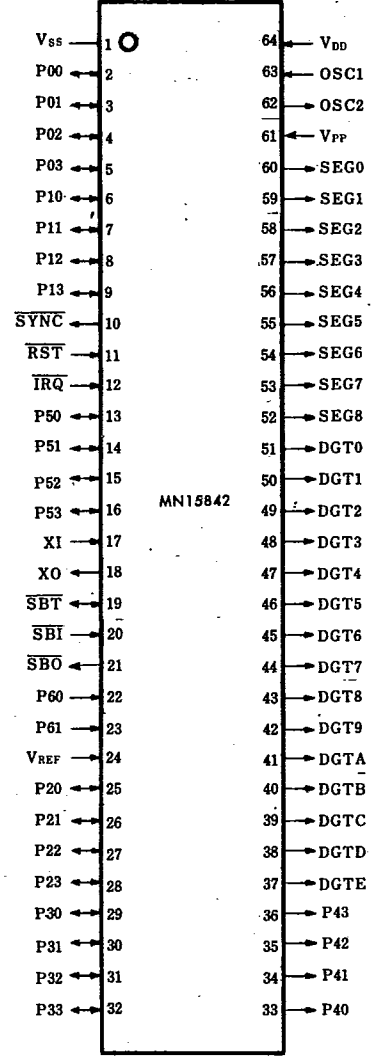 Vss 1 64 VDD
P00 2 63 OSC1
P01 3 62 OSC2
P02 4 61 VPP
P03 5 60 SEG0
P10 6 59 SEG1
P11 7 58 SEG2
P12 8 57 SEG3
P13 9 56 SEG4
SYNC 10 55 SEG5
RST 11 54 SEG6
IRQ 12 53 SEG7
P50 13 52 SEG8
P51 14 51 DGT0
P52 15 50 DGT1
P53 16 MN15842 49 DGT2
XI 17 48 DGT3
XO 18 47 DGT4
SBT 19 46 DGT5
SBI 20 45 DGT6
SBO 21 44 DGT7
P60 22 43 DGT8
P61 23 42 DGT9
VREF 24 41 DGTA
P20 25 40 DGTB
P21 26 39 DGTC
P22 27 38 DGTD
P23 28 37 DGTE
P30 29 36 P43
P31 30 35 P42
P32 31 34 P41
P33 32 33 P40